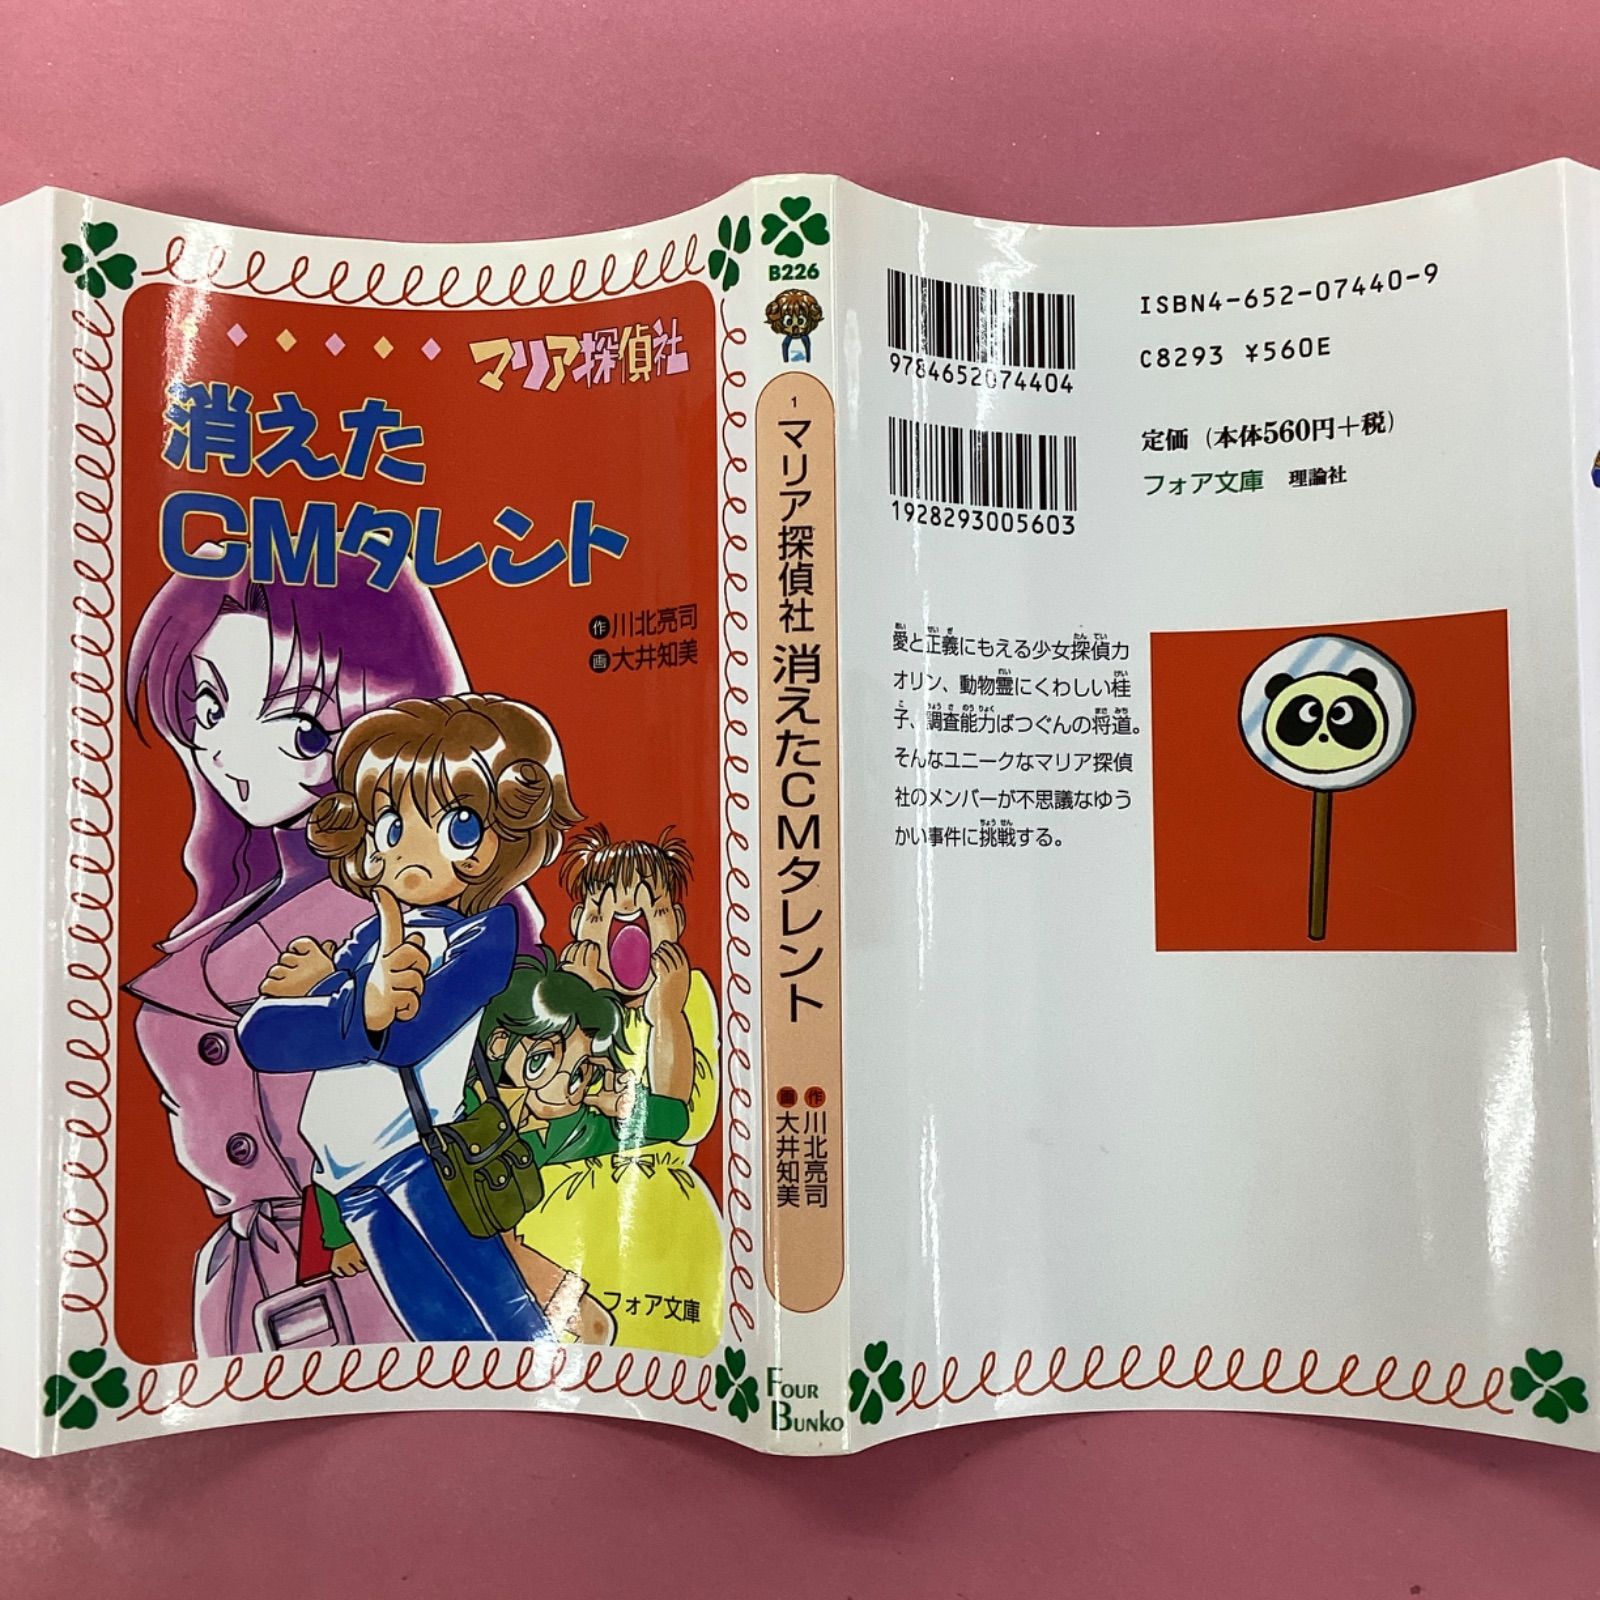 マリア探偵社
消えた
CMタレント
作 川北亮司
画 大井知美
フォア文庫
B226
1
マリア探偵社 消えたCMタレント
作 川北亮司
画 大井知美
FOUR
BUNKO
9784652074404
1928293005603
ISBN4-652-07440-9
C8293 ¥560E
定価（本体560円＋税）
フォア文庫 理論社
愛と正義にもえる少女探偵カ
オリン、動物霊にくわしい桂
子、調査能力ばつぐんの将道。
そんなユニークなマリア探偵
社のメンバーが不思議なゆう
かい事件に挑戦する。